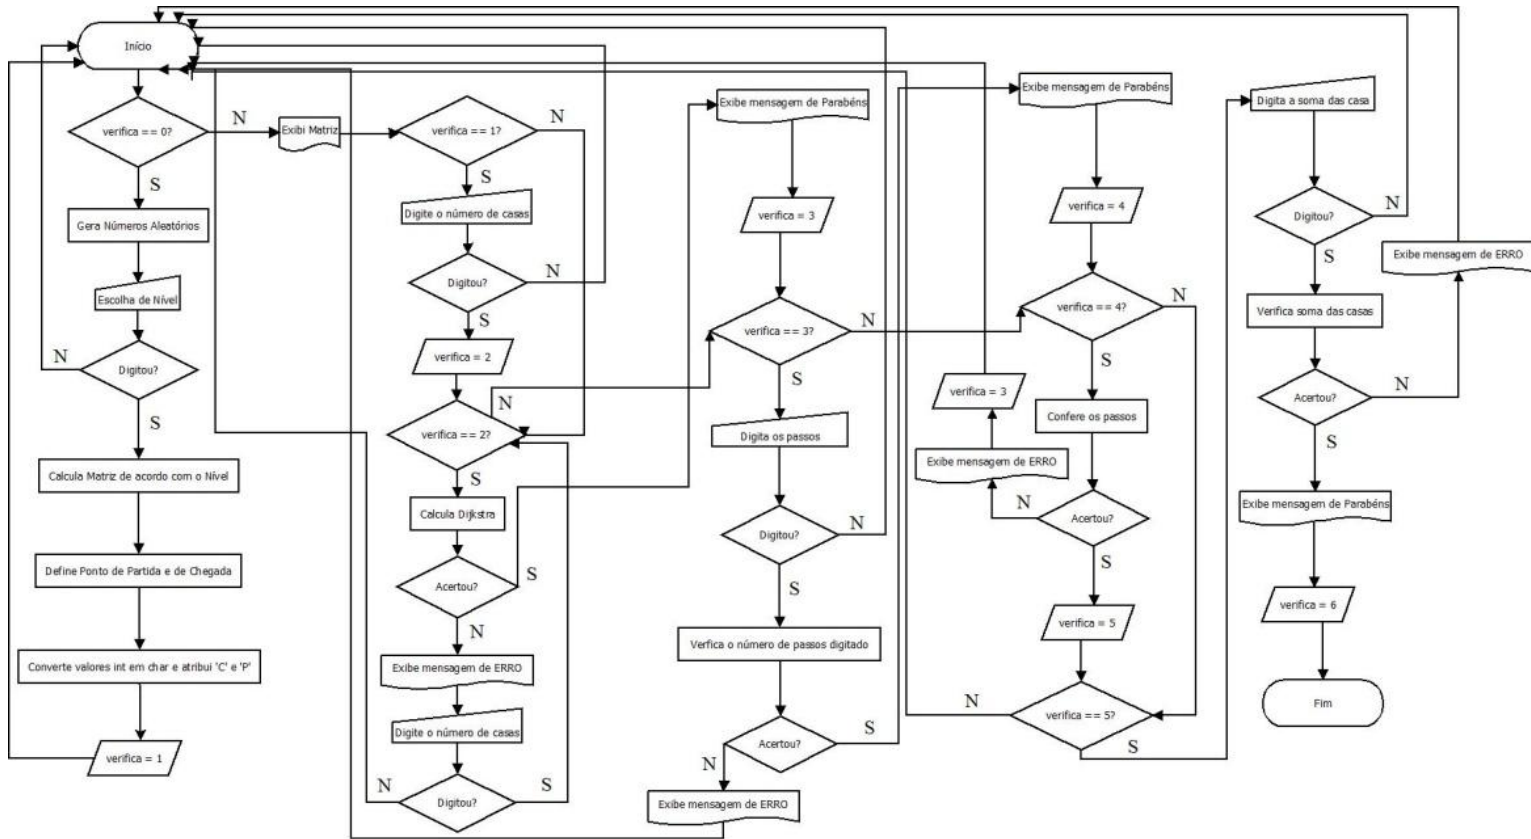 Início
verifica == 0?
N
S
Gera Números Aleatórios
Escolha de Nível
Digitou?
N
S
Calcula Matriz de acordo com o Nível
Define Ponto de Partida e de Chegada
Converte valores int em char e atribui 'C' e 'P'
verifica = 1
Exibi Matriz
verifica == 1?
N
S
Digite o número de casas
Digitou?
N
S
verifica = 2
verifica == 2?
N
S
Calcula Dijkstra
Acertou?
S
N
Exibe mensagem de ERRO
Digite o número de casas
Digitou?
N
S
Exibe mensagem de Parabéns
verifica = 3
verifica == 3?
N
S
Digita os passos
Digitou?
N
S
Verfica o número de passos digitado
Acertou?
S
N
Exibe mensagem de ERRO
Exibe mensagem de Parabéns
verifica = 4
verifica == 4?
N
S
Confere os passos
Acertou?
N
Exibe mensagem de ERRO
verifica = 3
S
verifica = 5
verifica == 5?
N
S
Digita a soma das casa
Digitou?
N
S
Verifica soma das casas
Acertou?
N
Exibe mensagem de ERRO
S
Exibe mensagem de Parabéns
verifica = 6
Fim